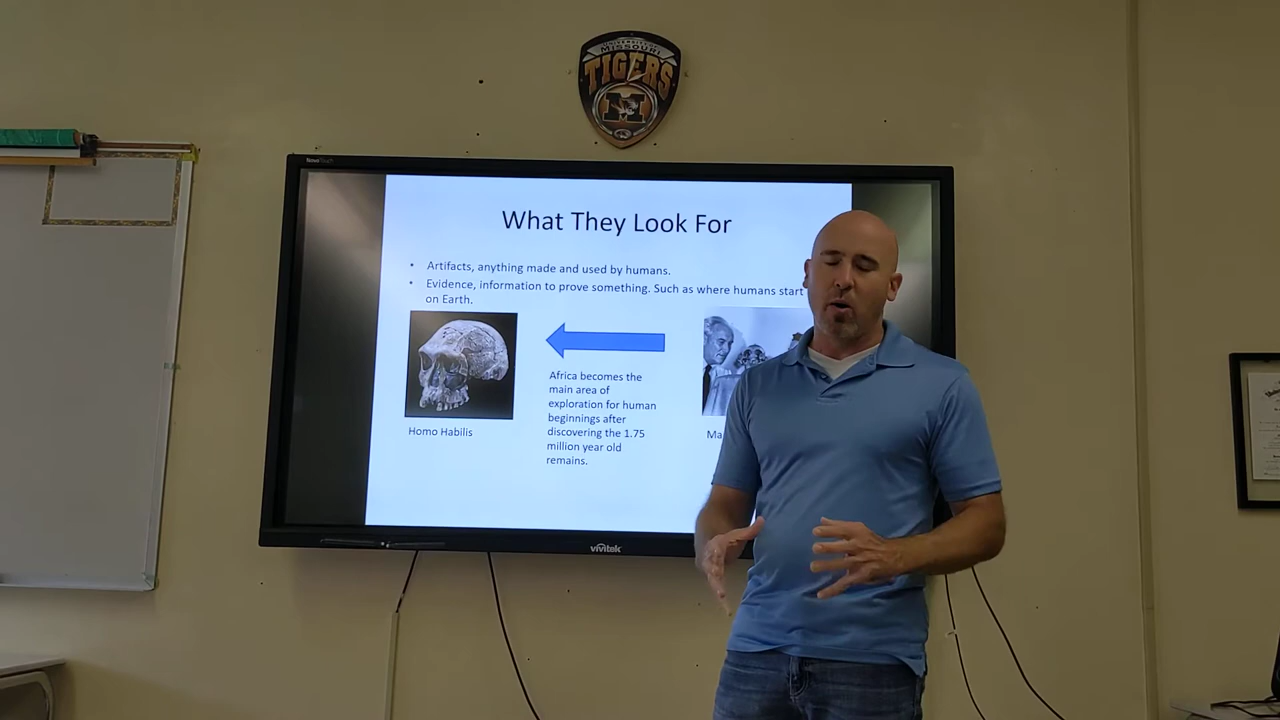 MISSOURI
TIGERS
M
NovoTouch
What They Look For
• Artifacts, anything made and used by humans.
• Evidence, information to prove something. Such as where humans start
on Earth.
Africa becomes the
main area of
exploration for human
beginnings after
discovering the 1.75
million year old
remains.
Homo Habilis
Ma
vivitek